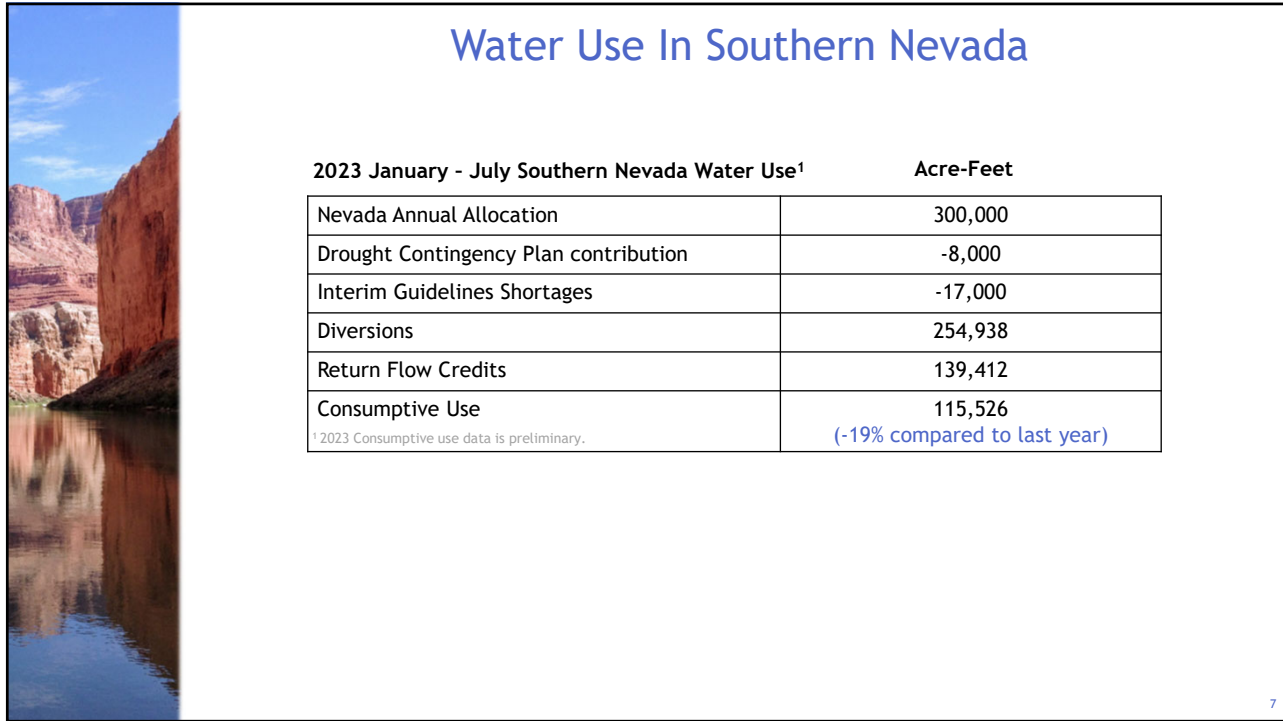 Water Use In Southern Nevada
2023 January – July Southern Nevada Water Use¹ Acre-Feet
Nevada Annual Allocation 300,000
Drought Contingency Plan contribution -8,000
Interim Guidelines Shortages -17,000
Diversions 254,938
Return Flow Credits 139,412
Consumptive Use 115,526
¹ 2023 Consumptive use data is preliminary. (-19% compared to last year)
7